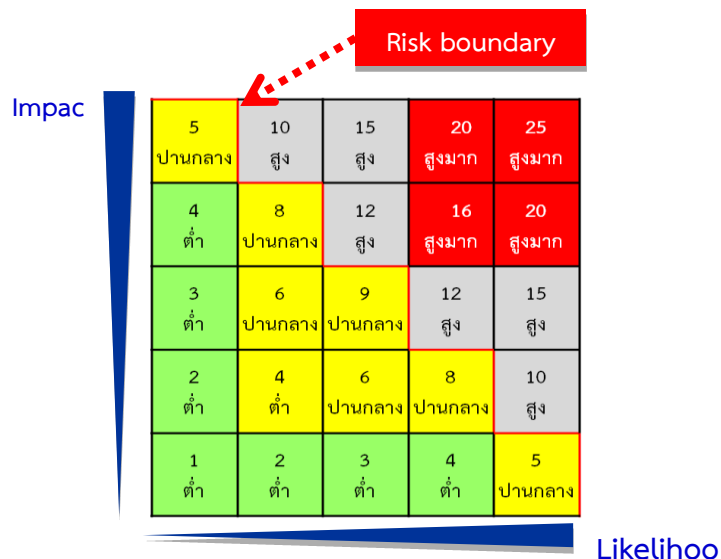 Risk boundary
Impac
5 10 15 20 25
ปานกลาง สูง สูง สูงมาก สูงมาก
4 8 12 16 20
ต่ำ ปานกลาง สูง สูงมาก สูงมาก
3 6 9 12 15
ต่ำ ปานกลาง ปานกลาง สูง สูง
2 4 6 8 10
ต่ำ ต่ำ ปานกลาง ปานกลาง สูง
1 2 3 4 5
ต่ำ ต่ำ ต่ำ ต่ำ ปานกลาง
Likelihoo